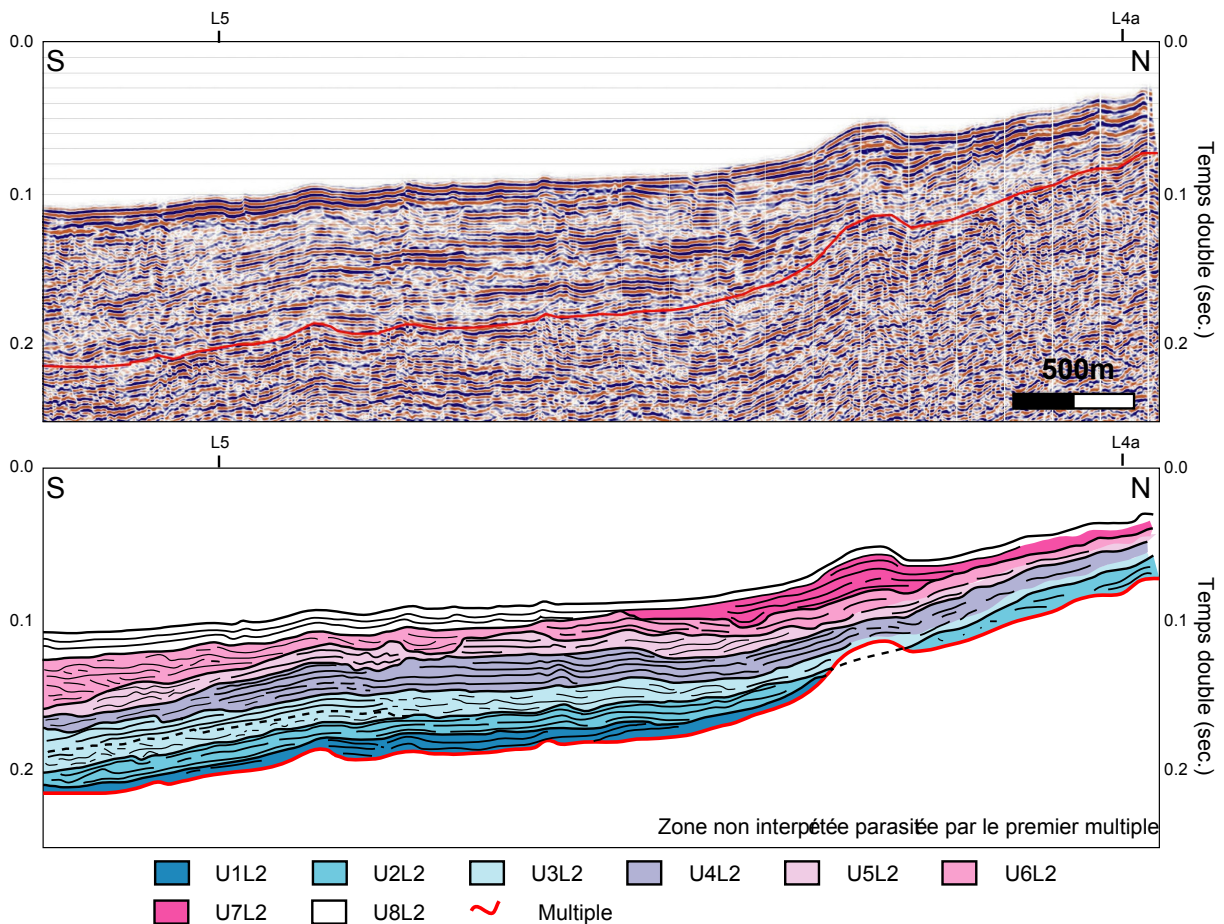 L5 L4a
0.0 0.0
S N
0.1 0.1
Temps double (sec.)
0.2 0.2
500m
L5 L4a
0.0 0.0
S N
0.1 0.1
Temps double (sec.)
0.2 0.2
Zone non interprétée parasitée par le premier multiple
U1L2 U2L2 U3L2 U4L2 U5L2 U6L2
U7L2 U8L2 Multiple